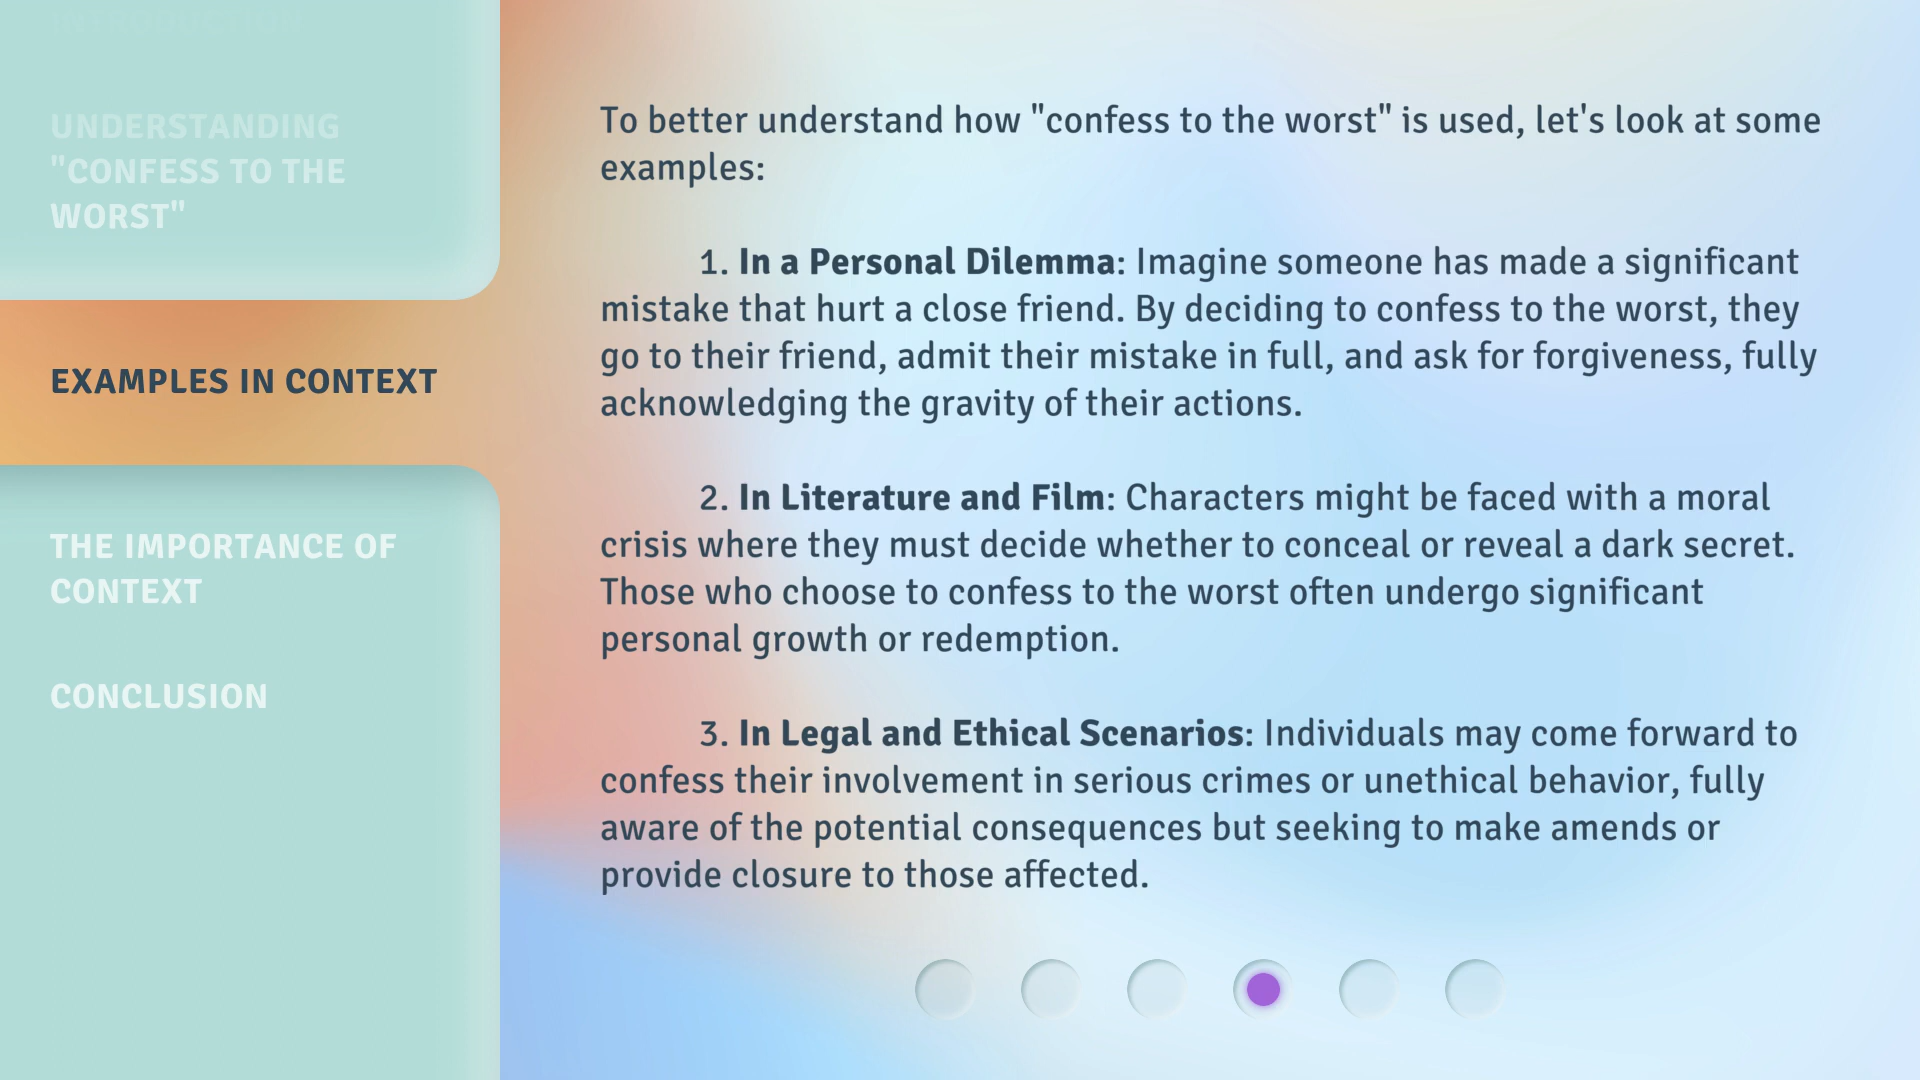 INTRODUCTION
UNDERSTANDING
"CONFESS TO THE
WORST"
EXAMPLES IN CONTEXT
THE IMPORTANCE OF
CONTEXT
CONCLUSION
To better understand how "confess to the worst" is used, let's look at some
examples:
1. In a Personal Dilemma: Imagine someone has made a significant
mistake that hurt a close friend. By deciding to confess to the worst, they
go to their friend, admit their mistake in full, and ask for forgiveness, fully
acknowledging the gravity of their actions.
2. In Literature and Film: Characters might be faced with a moral
crisis where they must decide whether to conceal or reveal a dark secret.
Those who choose to confess to the worst often undergo significant
personal growth or redemption.
3. In Legal and Ethical Scenarios: Individuals may come forward to
confess their involvement in serious crimes or unethical behavior, fully
aware of the potential consequences but seeking to make amends or
provide closure to those affected.